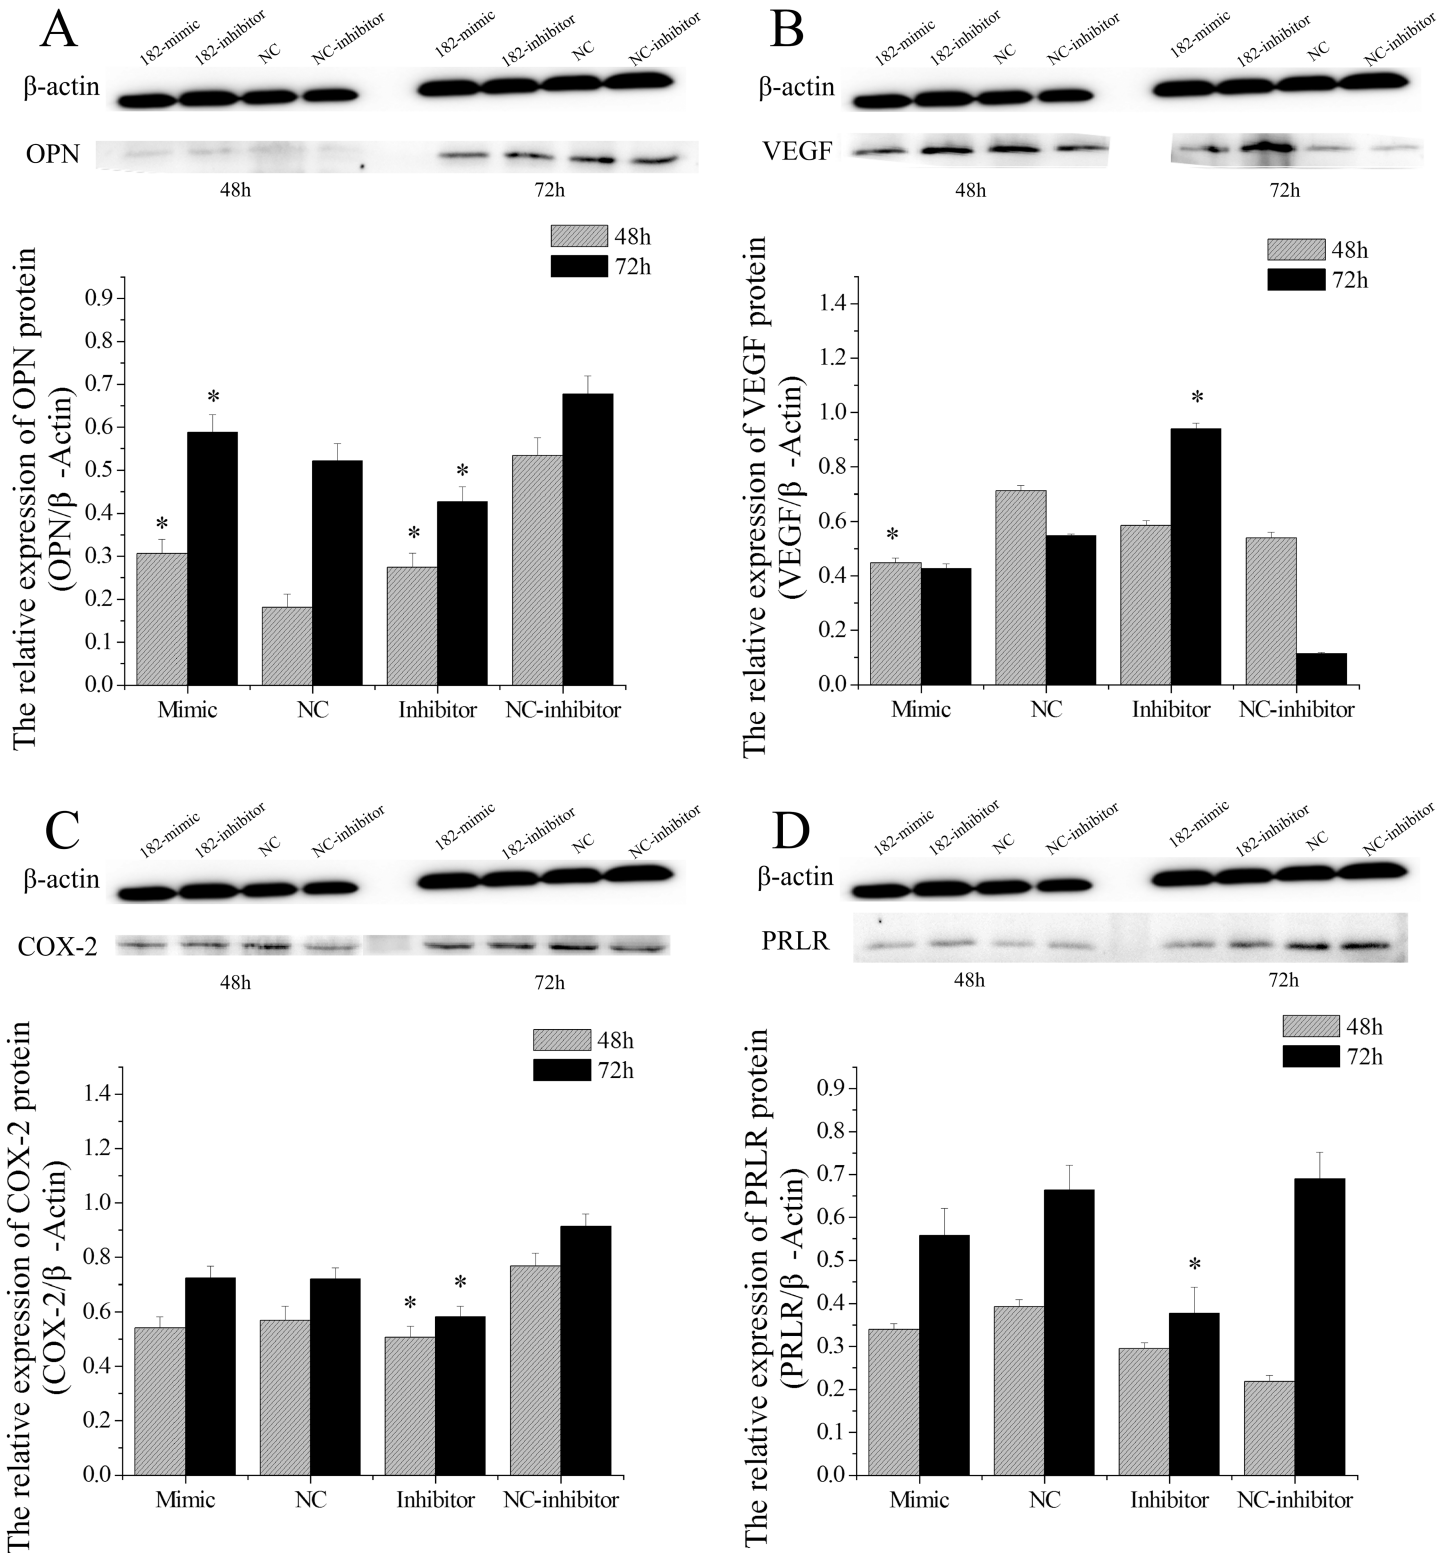 A
182-mimic 182-inhibitor NC NC-inhibitor 182-mimic 182-inhibitor NC NC-inhibitor
β-actin
OPN
48h 72h
48h
72h
The relative expression of OPN protein
(OPN/β -Actin)
0.9
0.8
0.7
0.6
0.5
0.4
0.3
0.2
0.1
0.0
* * * *
Mimic NC Inhibitor NC-inhibitor
B
182-mimic 182-inhibitor NC NC-inhibitor 182-mimic 182-inhibitor NC NC-inhibitor
β-actin
VEGF
48h 72h
48h
72h
The relative expression of VEGF protein
(VEGF/β -Actin)
1.4
1.2
1.0
0.8
0.6
0.4
0.2
0.0
* *
Mimic NC Inhibitor NC-inhibitor
C
182-mimic 182-inhibitor NC NC-inhibitor 182-mimic 182-inhibitor NC NC-inhibitor
β-actin
COX-2
48h 72h
48h
72h
The relative expression of COX-2 protein
(COX-2/β -Actin)
1.4
1.2
1.0
0.8
0.6
0.4
0.2
0.0
* *
Mimic NC Inhibitor NC-inhibitor
D
182-mimic 182-inhibitor NC NC-inhibitor 182-mimic 182-inhibitor NC NC-inhibitor
β-actin
PRLR
48h 72h
48h
72h
The relative expression of PRLR protein
(PRLR/β -Actin)
0.9
0.8
0.7
0.6
0.5
0.4
0.3
0.2
0.1
0.0
*
Mimic NC Inhibitor NC-inhibitor